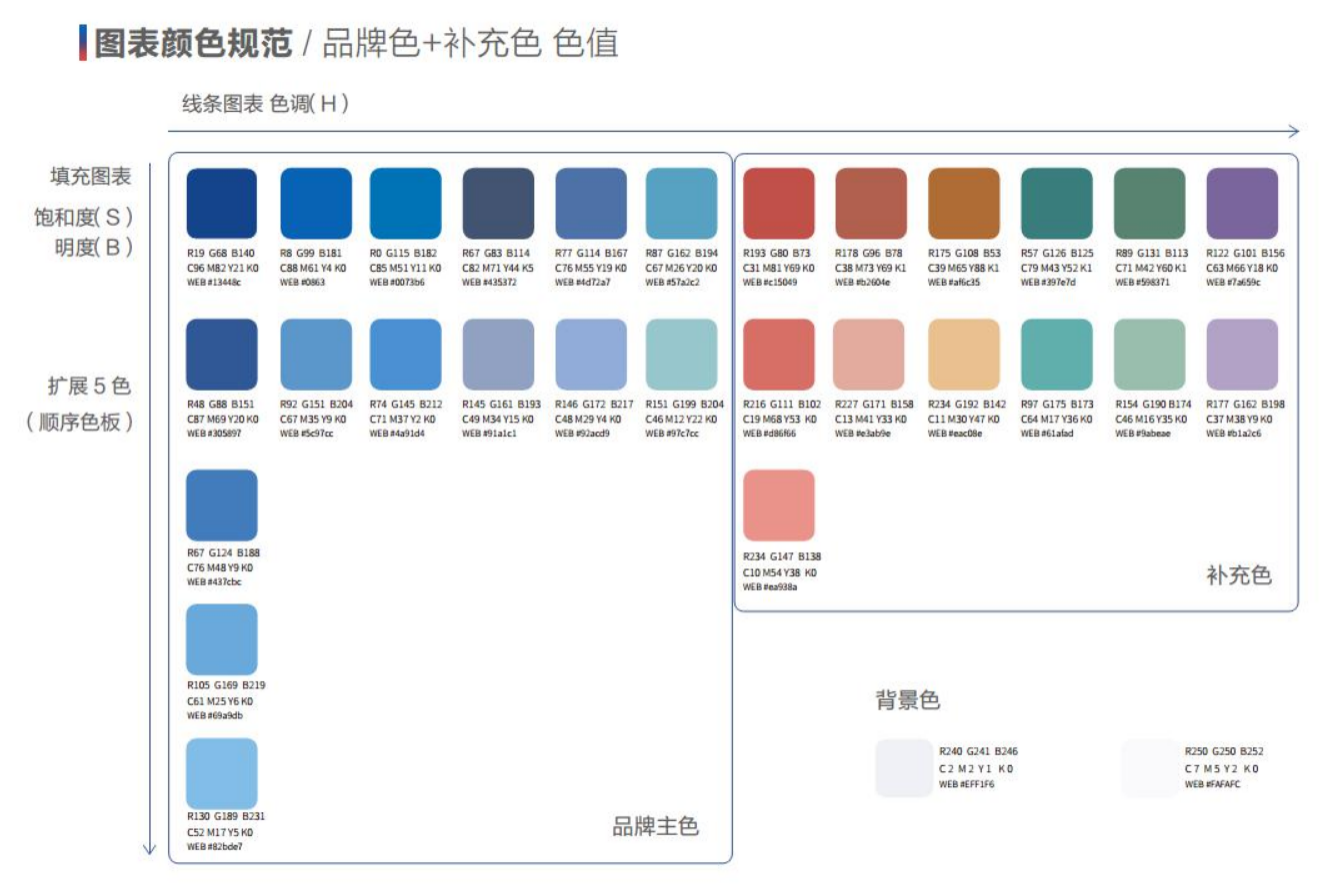 图表颜色规范 / 品牌色+补充色 色值
线条图表 色调( H )
填充图表
饱和度( S )
明度( B )
R19 G68 B140
C96 M82 Y21 K0
WEB #13448c
R8 G99 B181
C88 M61 Y4 K0
WEB #0863
R0 G115 B182
C85 M51 Y11 K0
WEB #0073b6
R67 G83 B114
C82 M71 Y44 K5
WEB #435372
R77 G114 B167
C76 M55 Y19 K0
WEB #4d72a7
R87 G162 B194
C67 M26 Y20 K0
WEB #57a2c2
R193 G80 B73
C31 M81 Y69 K0
WEB #c15049
R178 G96 B78
C38 M73 Y69 K1
WEB #b2604e
R175 G108 B53
C39 M65 Y88 K1
WEB #af6c35
R57 G126 B125
C79 M43 Y52 K1
WEB #397e7d
R89 G131 B113
C71 M42 Y60 K1
WEB #598371
R122 G101 B156
C63 M66 Y18 K0
WEB #7a659c
扩展 5 色
( 顺序色板 )
R48 G88 B151
C87 M69 Y20 K0
WEB #305897
R92 G151 B204
C67 M35 Y9 K0
WEB #5c97cc
R74 G145 B212
C71 M37 Y2 K0
WEB #4a91d4
R145 G161 B193
C49 M34 Y15 K0
WEB #91a1c1
R146 G172 B217
C48 M29 Y4 K0
WEB #92acd9
R151 G199 B204
C46 M12 Y22 K0
WEB #97c7cc
R216 G111 B102
C19 M68 Y53 K0
WEB #d86f66
R227 G171 B158
C13 M41 Y33 K0
WEB #e3ab9e
R234 G192 B142
C11 M30 Y47 K0
WEB #eac08e
R97 G175 B173
C64 M17 Y36 K0
WEB #61afad
R154 G190 B174
C46 M16 Y35 K0
WEB #9abeae
R177 G162 B198
C37 M38 Y9 K0
WEB #b1a2c6
R67 G124 B188
C76 M48 Y9 K0
WEB #437cbc
R234 G147 B138
C10 M54 Y38 K0
WEB #ea938a
补充色
R105 G169 B219
C61 M25 Y6 K0
WEB #69a9db
背景色
R240 G241 B246
C2 M2 Y1 K0
WEB #EFF1F6
R250 G250 B252
C7 M5 Y2 K0
WEB #FAFAFC
R130 G189 B231
C52 M17 Y5 K0
WEB #82bde7
品牌主色